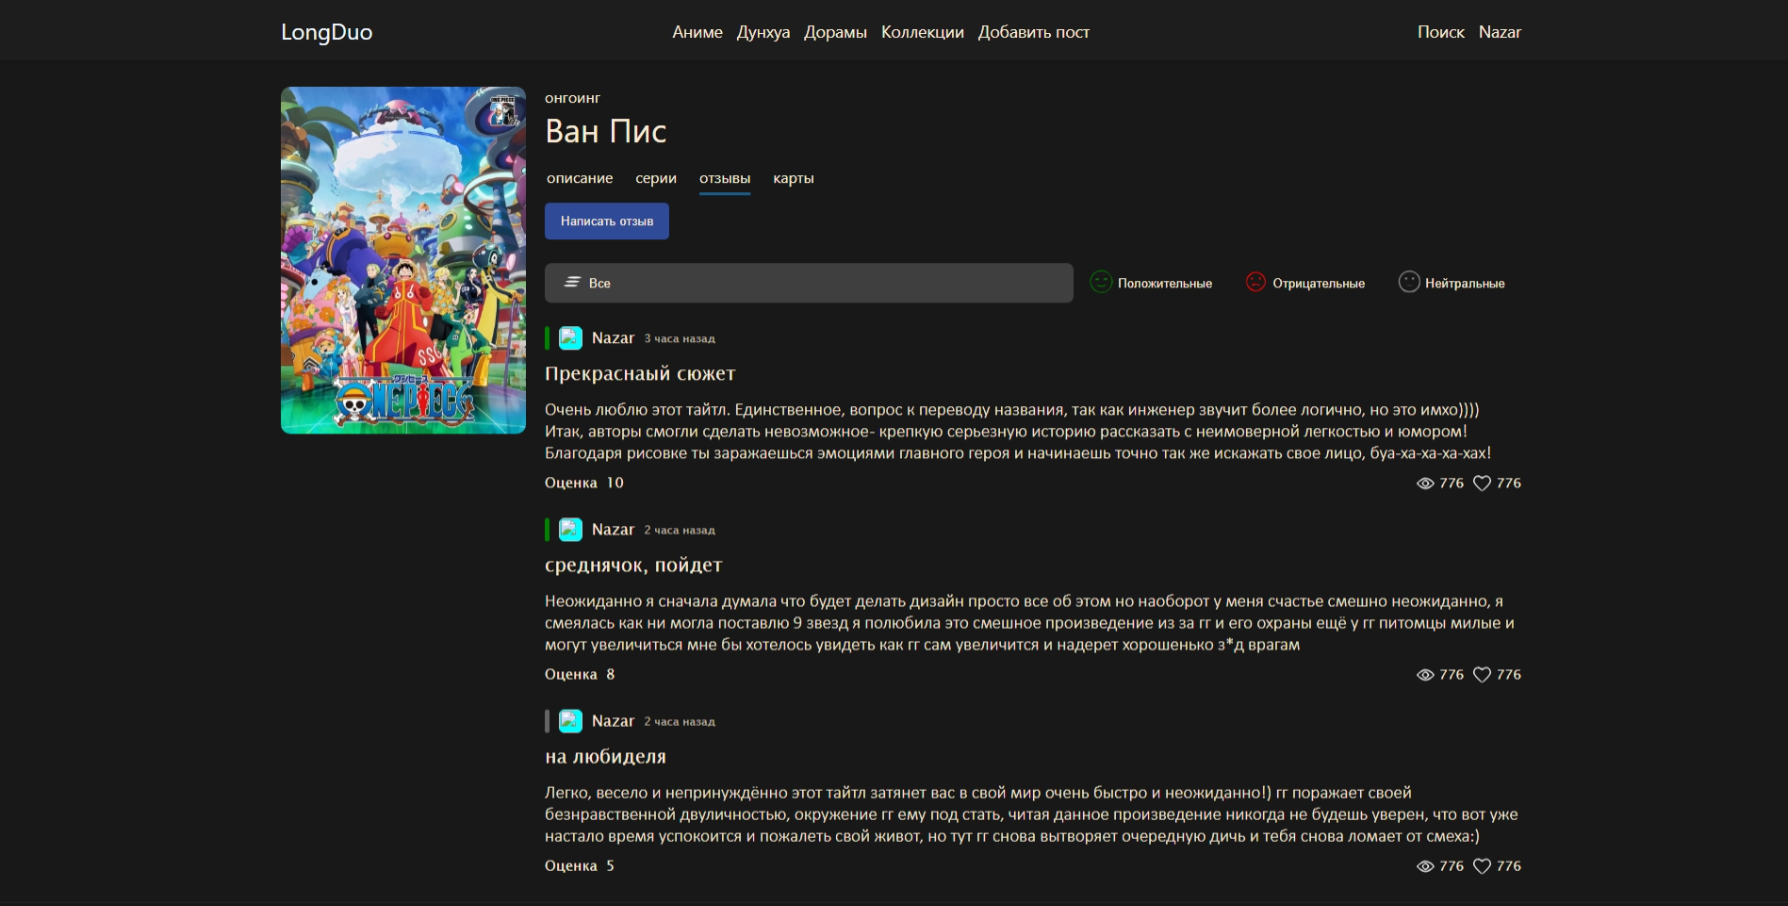 LongDuo
Аниме Дунхуа Дорамы Коллекции Добавить пост
Поиск Nazar
онгоинг
Ван Пис
описание серии отзывы карты
Написать отзыв
Все
Положительные Отрицательные Нейтральные
Nazar 3 часа назад
Прекраснаый сюжет
Очень люблю этот тайтл. Единственное, вопрос к переводу названия, так как инженер звучит более логично, но это имхо))))
Итак, авторы смогли сделать невозможное- крепкую серьезную историю рассказать с неимоверной легкостью и юмором!
Благодаря рисовке ты заражаешься эмоциями главного героя и начинаешь точно так же искажать свое лицо, буа-ха-ха-ха-хах!
Оценка 10
776 776
Nazar 2 часа назад
среднячок, пойдет
Неожиданно я сначала думала что будет делать дизайн просто все об этом но наоборот у меня счастье смешно неожиданно, я
смеялась как ни могла поставлю 9 звезд я полюбила это смешное произведение из за гг и его охраны ещё у гг питомцы милые и
могут увеличиться мне бы хотелось увидеть как гг сам увеличится и надерет хорошенько з*д врагам
Оценка 8
776 776
Nazar 2 часа назад
на любиделя
Легко, весело и непринуждённо этот тайтл затянет вас в свой мир очень быстро и неожиданно!) гг поражает своей
безнравственной двуличностью, окружение гг ему под стать, читая данное произведение никогда не будешь уверен, что вот уже
настало время успокоится и пожалеть свой живот, но тут гг снова вытворяет очередную дичь и тебя снова ломает от смеха:)
Оценка 5
776 776
ONE PIECE
SSG
ワンピース
ONE PIECE